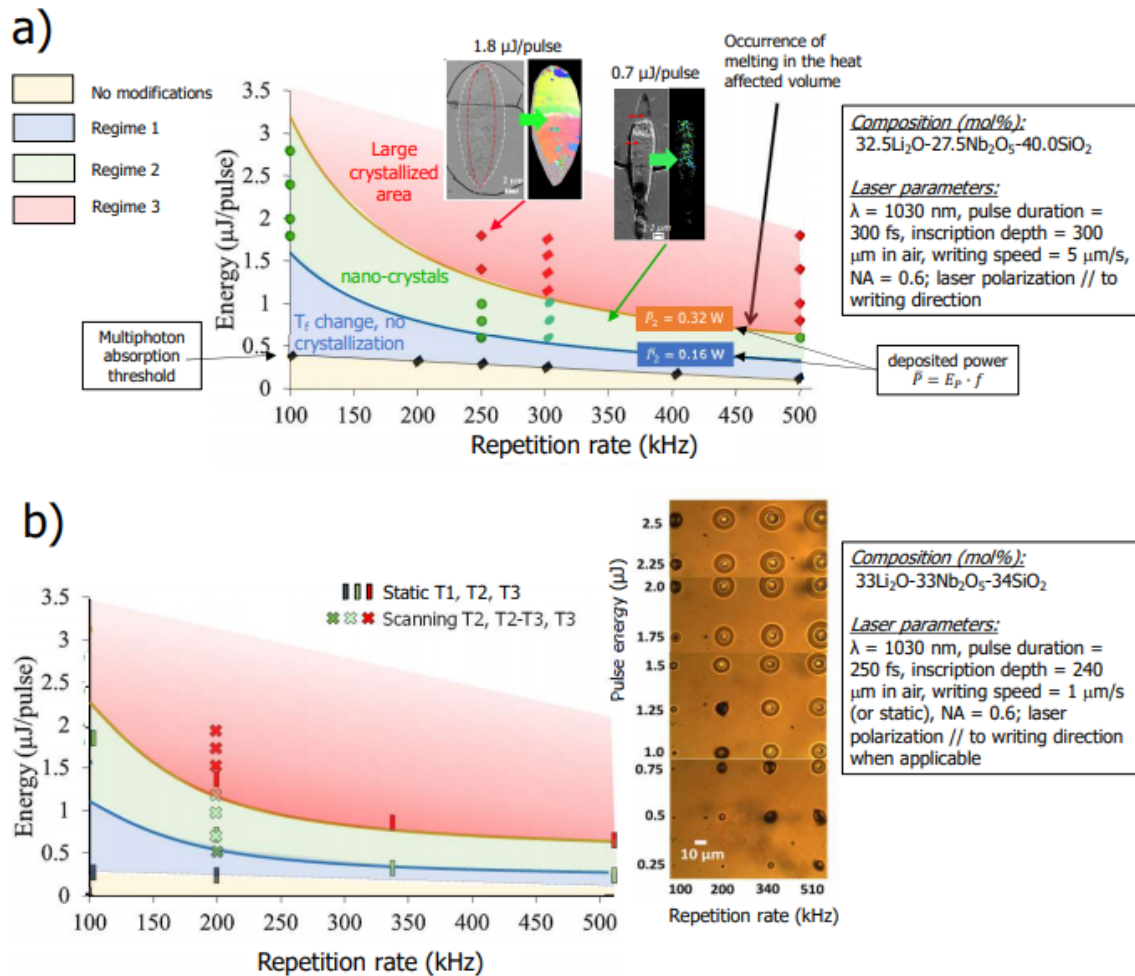 a)
No modifications
Regime 1
Regime 2
Regime 3
Multiphoton
absorption
threshold
Energy (μJ/pulse)
3.5
3
2.5
2
1.5
1
0.5
0
100
150
200
250
300
350
400
450
500
Repetition rate (kHz)
1.8 μJ/pulse
2 μm
0.7 μJ/pulse
2 μm
Large
crystallized
area
nano-crystals
T_f change, no
crystallization
P̄₂ = 0.32 W
P̄₂ = 0.16 W
Occurrence of
melting in the heat
affected volume
deposited power
P̄ = E_P · f
Composition (mol%):
32.5Li₂O-27.5Nb₂O₅-40.0SiO₂
Laser parameters:
λ = 1030 nm, pulse duration =
300 fs, inscription depth = 300
μm in air, writing speed = 5 μm/s,
NA = 0.6; laser polarization // to
writing direction
b)
Energy (μJ/pulse)
3.5
3
2.5
2
1.5
1
0.5
0
100
150
200
250
300
350
400
450
500
Repetition rate (kHz)
Static T1, T2, T3
Scanning T2, T2-T3, T3
Pulse energy (μJ)
2.5
2.25
2.0
1.75
1.5
1.25
1.0
0.75
0.5
0.25
10 μm
100
200
340
510
Repetition rate (kHz)
Composition (mol%):
33Li₂O-33Nb₂O₅-34SiO₂
Laser parameters:
λ = 1030 nm, pulse duration =
250 fs, inscription depth = 240
μm in air, writing speed = 1 μm/s
(or static), NA = 0.6; laser
polarization // to writing direction
when applicable